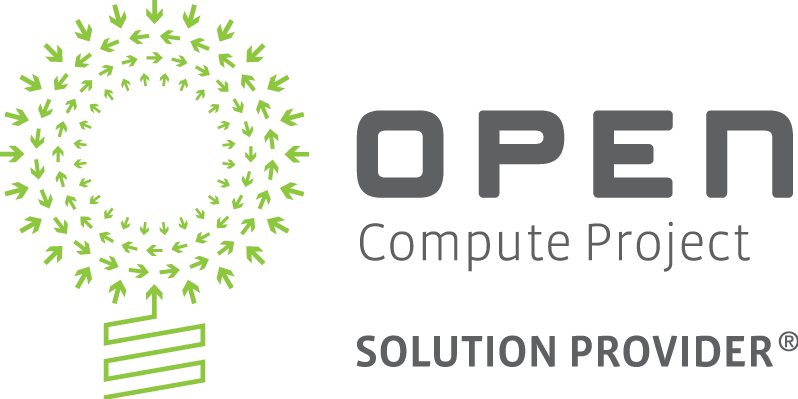 OPEN
Compute Project
SOLUTION PROVIDER®